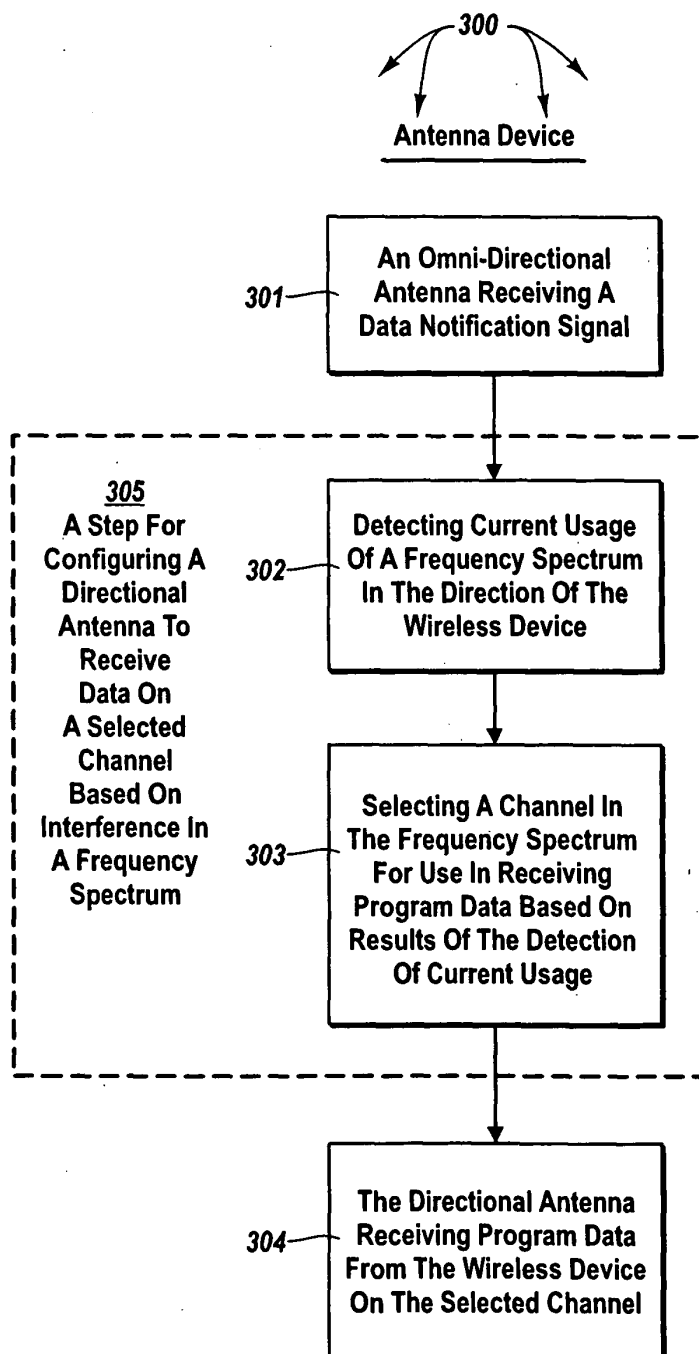 300
Antenna Device
301
An Omni-Directional
Antenna Receiving A
Data Notification Signal
305
A Step For
Configuring A
Directional
Antenna To
Receive
Data On
A Selected
Channel
Based On
Interference In
A Frequency
Spectrum
302
Detecting Current Usage
Of A Frequency Spectrum
In The Direction Of The
Wireless Device
303
Selecting A Channel In
The Frequency Spectrum
For Use In Receiving
Program Data Based On
Results Of The Detection
Of Current Usage
304
The Directional Antenna
Receiving Program Data
From The Wireless Device
On The Selected Channel